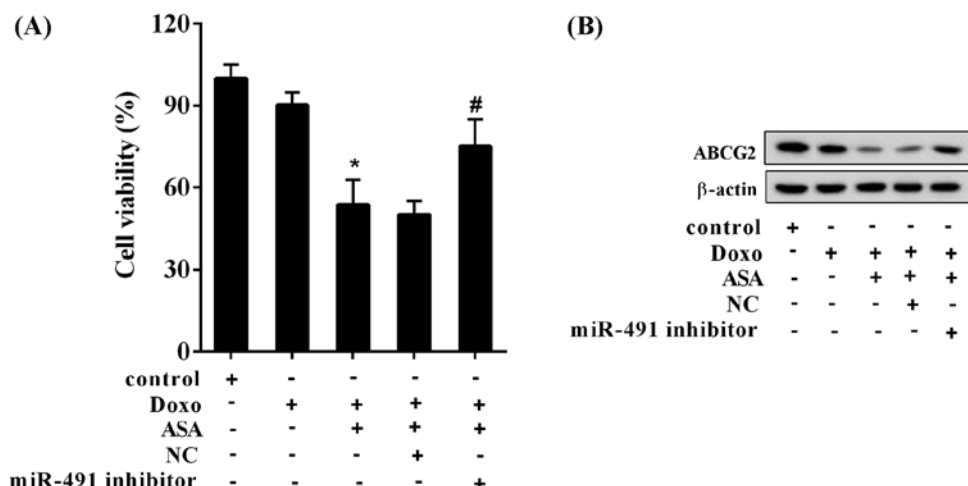 (A)
Cell viability (%)
120
90
60
30
0
*
#
control + - - - -
Doxo - + + + +
ASA - - + + +
NC - - - + -
miR-491 inhibitor - - - - +
(B)
ABCG2
β-actin
control + - - - -
Doxo - + + + +
ASA - - + + +
NC - - - + -
miR-491 inhibitor - - - - +